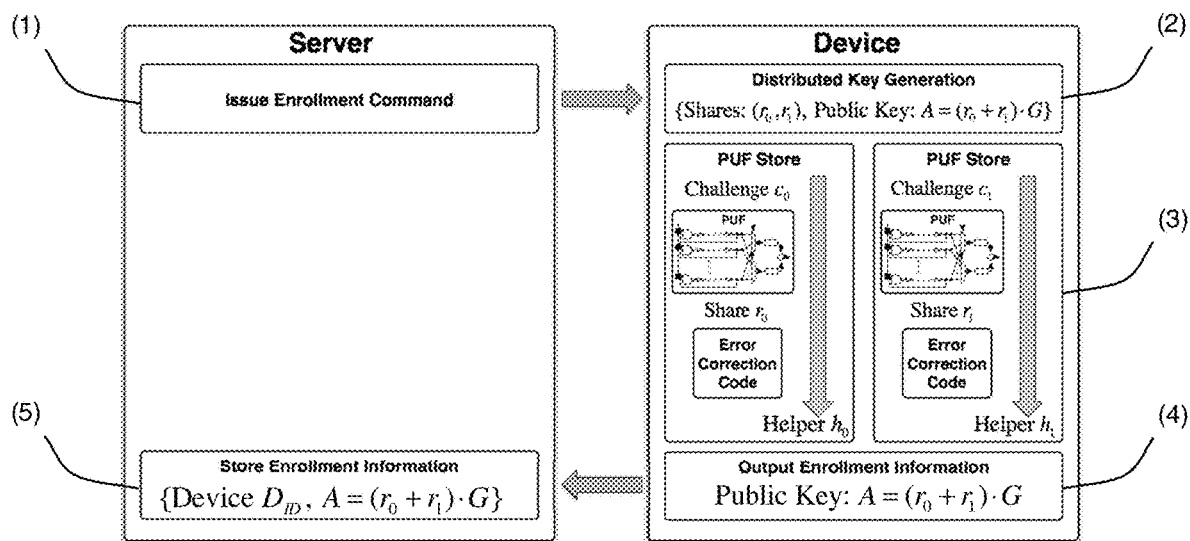 (1)
Server
Issue Enrollment Command
Device
(2)
Distributed Key Generation
{Shares: (r₀,r₁), Public Key: A = (r₀ + r₁)·G}
PUF Store
Challenge c₀
PUF
Share r₀
Error
Correction
Code
Helper h₀
PUF Store
Challenge c₁
PUF
Share r₁
Error
Correction
Code
Helper h₁
(3)
(5)
Store Enrollment Information
{Device D_ID, A = (r₀ + r₁)·G}
(4)
Output Enrollment Information
Public Key: A = (r₀ + r₁)·G